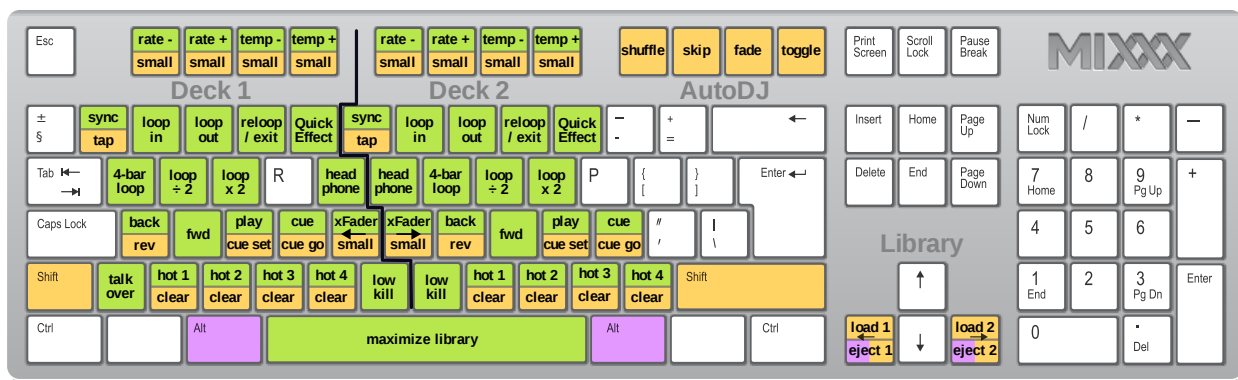 Esc
rate - rate + temp - temp +
small small small small
rate - rate + temp - temp +
small small small small
shuffle skip fade toggle
Print Screen
Scroll Lock
Pause Break
MIXXX
Deck 1
Deck 2
AutoDJ
±
§
sync
tap
loop in
loop out
reloop / exit
Quick Effect
sync
tap
loop in
loop out
reloop / exit
Quick Effect
–
-
+
=
←
Insert
Home
Page Up
Num Lock
/
*
—
Tab
4-bar loop
loop ÷ 2
loop x 2
R
head phone
head phone
4-bar loop
loop ÷ 2
loop x 2
P
{
[
}
]
Enter
Delete
End
Page Down
7
Home
8
9
Pg Up
+
Caps Lock
back
rev
fwd
play
cue set
cue
cue go
xFader
←
small
xFader
→
small
back
rev
fwd
play
cue set
cue
cue go
"
'
|
\
Library
4
5
6
Shift
talk over
hot 1
clear
hot 2
clear
hot 3
clear
hot 4
clear
low kill
low kill
hot 1
clear
hot 2
clear
hot 3
clear
hot 4
clear
Shift
↑
1
End
2
3
Pg Dn
Enter
Ctrl
Alt
maximize library
Alt
Ctrl
load 1
←
eject 1
↓
load 2
→
eject 2
0
.
Del